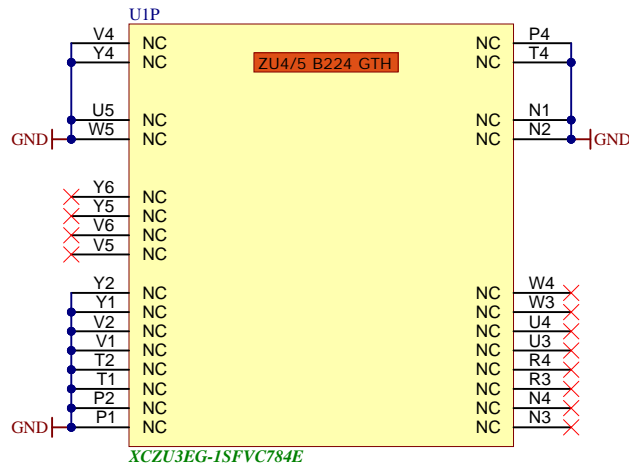 U1P
V4 NC ZU4/5 B224 GTH NC P4
Y4 NC NC T4
U5 NC NC N1
GND W5 NC NC N2 GND
Y6 NC
Y5 NC
V6 NC
V5 NC
Y2 NC NC W4
Y1 NC NC W3
V2 NC NC U4
V1 NC NC U3
T2 NC NC R4
T1 NC NC R3
P2 NC NC N4
GND P1 NC NC N3
XCZU3EG-1SFVC784E